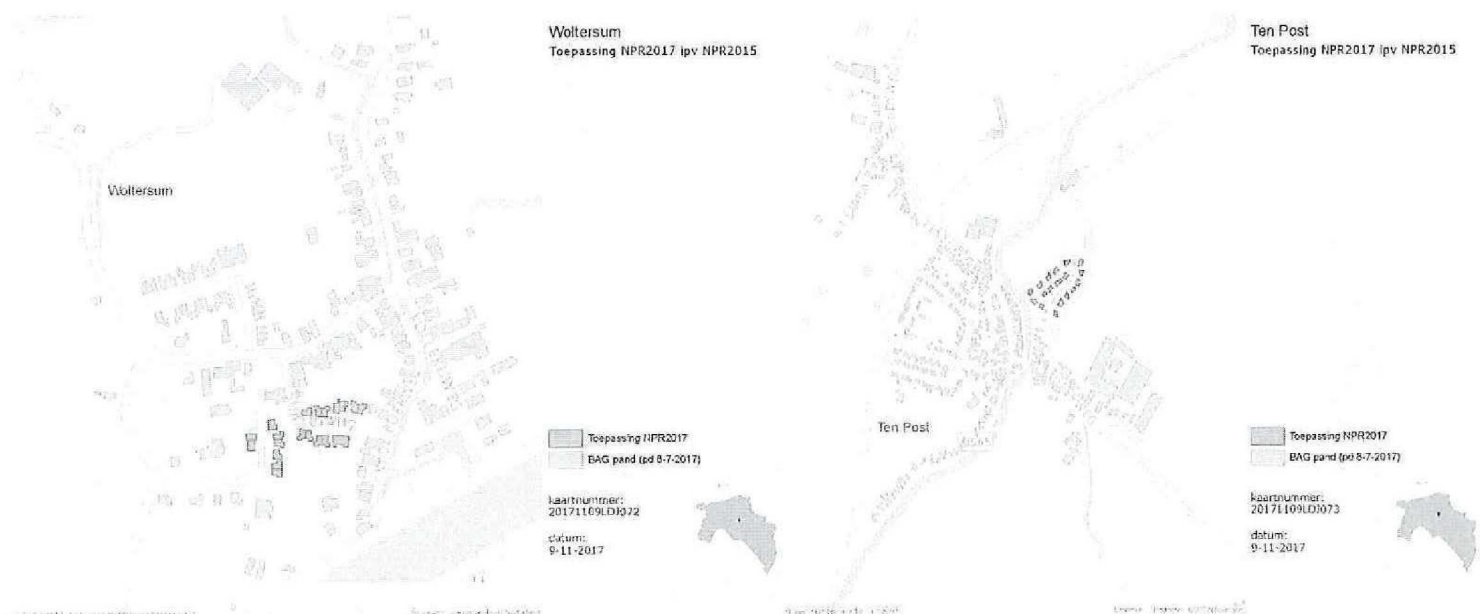 Woltersum
Toepassing NPR2017 ipv NPR2015
Woltersum
Toepassing NPR2017
BAG pand (pd 8-7-2017)
kaartnummer:
20171109LDJ072
datum:
9-11-2017
Ten Post
Toepassing NPR2017 ipv NPR2015
Ten Post
Toepassing NPR2017
BAG pand (pd 8-7-2017)
kaartnummer:
20171109LDJ073
datum:
9-11-2017